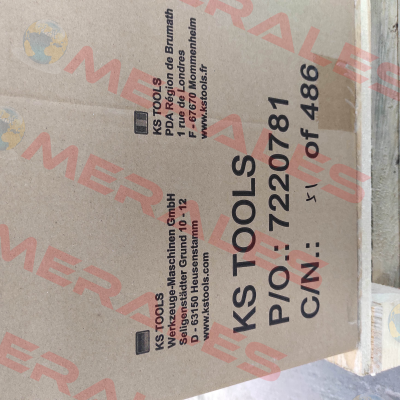 KS TOOLS
Werkzeuge-Maschinen GmbH
Seligenstädter Grund 10 - 12
D - 63150 Heusenstamm
www.kstools.com
KS TOOLS
PDA Région de Brumath
1 rue de Londres
F - 67670 Mommenheim
www.kstools.fr
KS TOOLS
P/O.: 7220781
C/N.: 51 of 486
MERALES
MERALES
MERALES